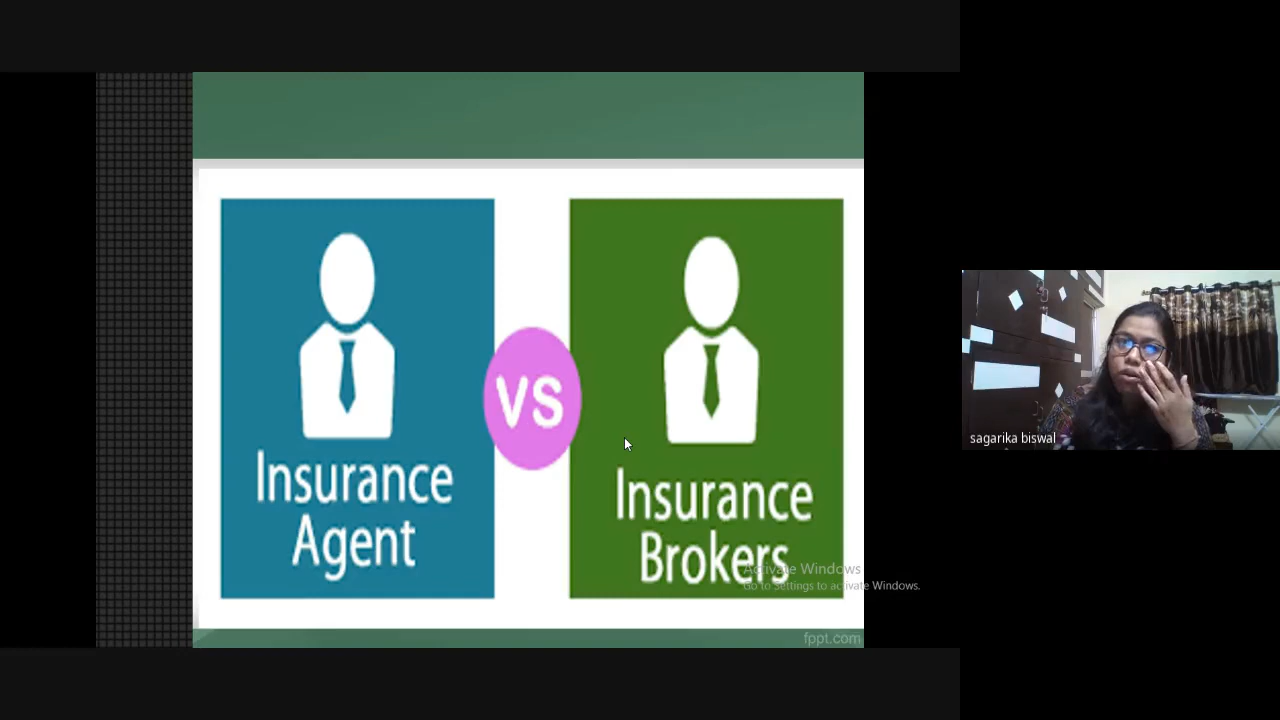 Insurance
Agent
VS
Insurance
Brokers
Activate Windows
Go to Settings to activate Windows.
fppt.com
sagarika biswal